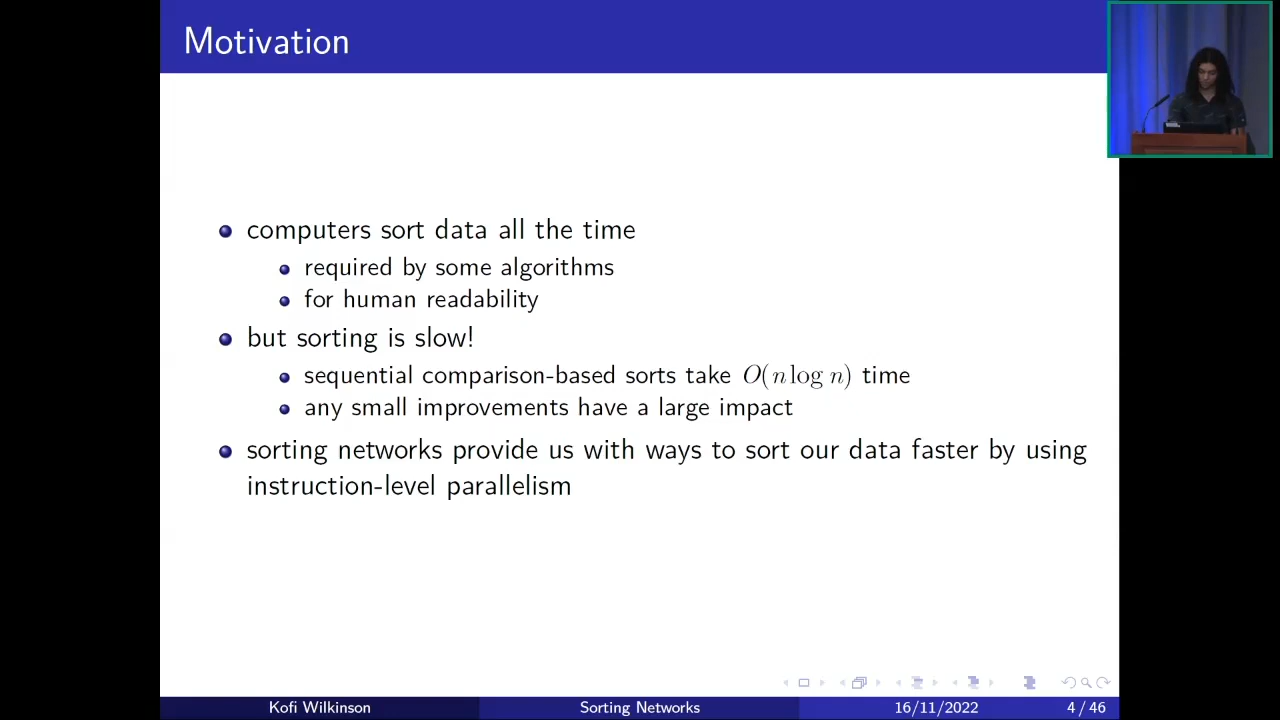 Motivation
computers sort data all the time
required by some algorithms
for human readability
but sorting is slow!
sequential comparison-based sorts take O(n log n) time
any small improvements have a large impact
sorting networks provide us with ways to sort our data faster by using
instruction-level parallelism
Kofi Wilkinson Sorting Networks 16/11/2022 4 / 46